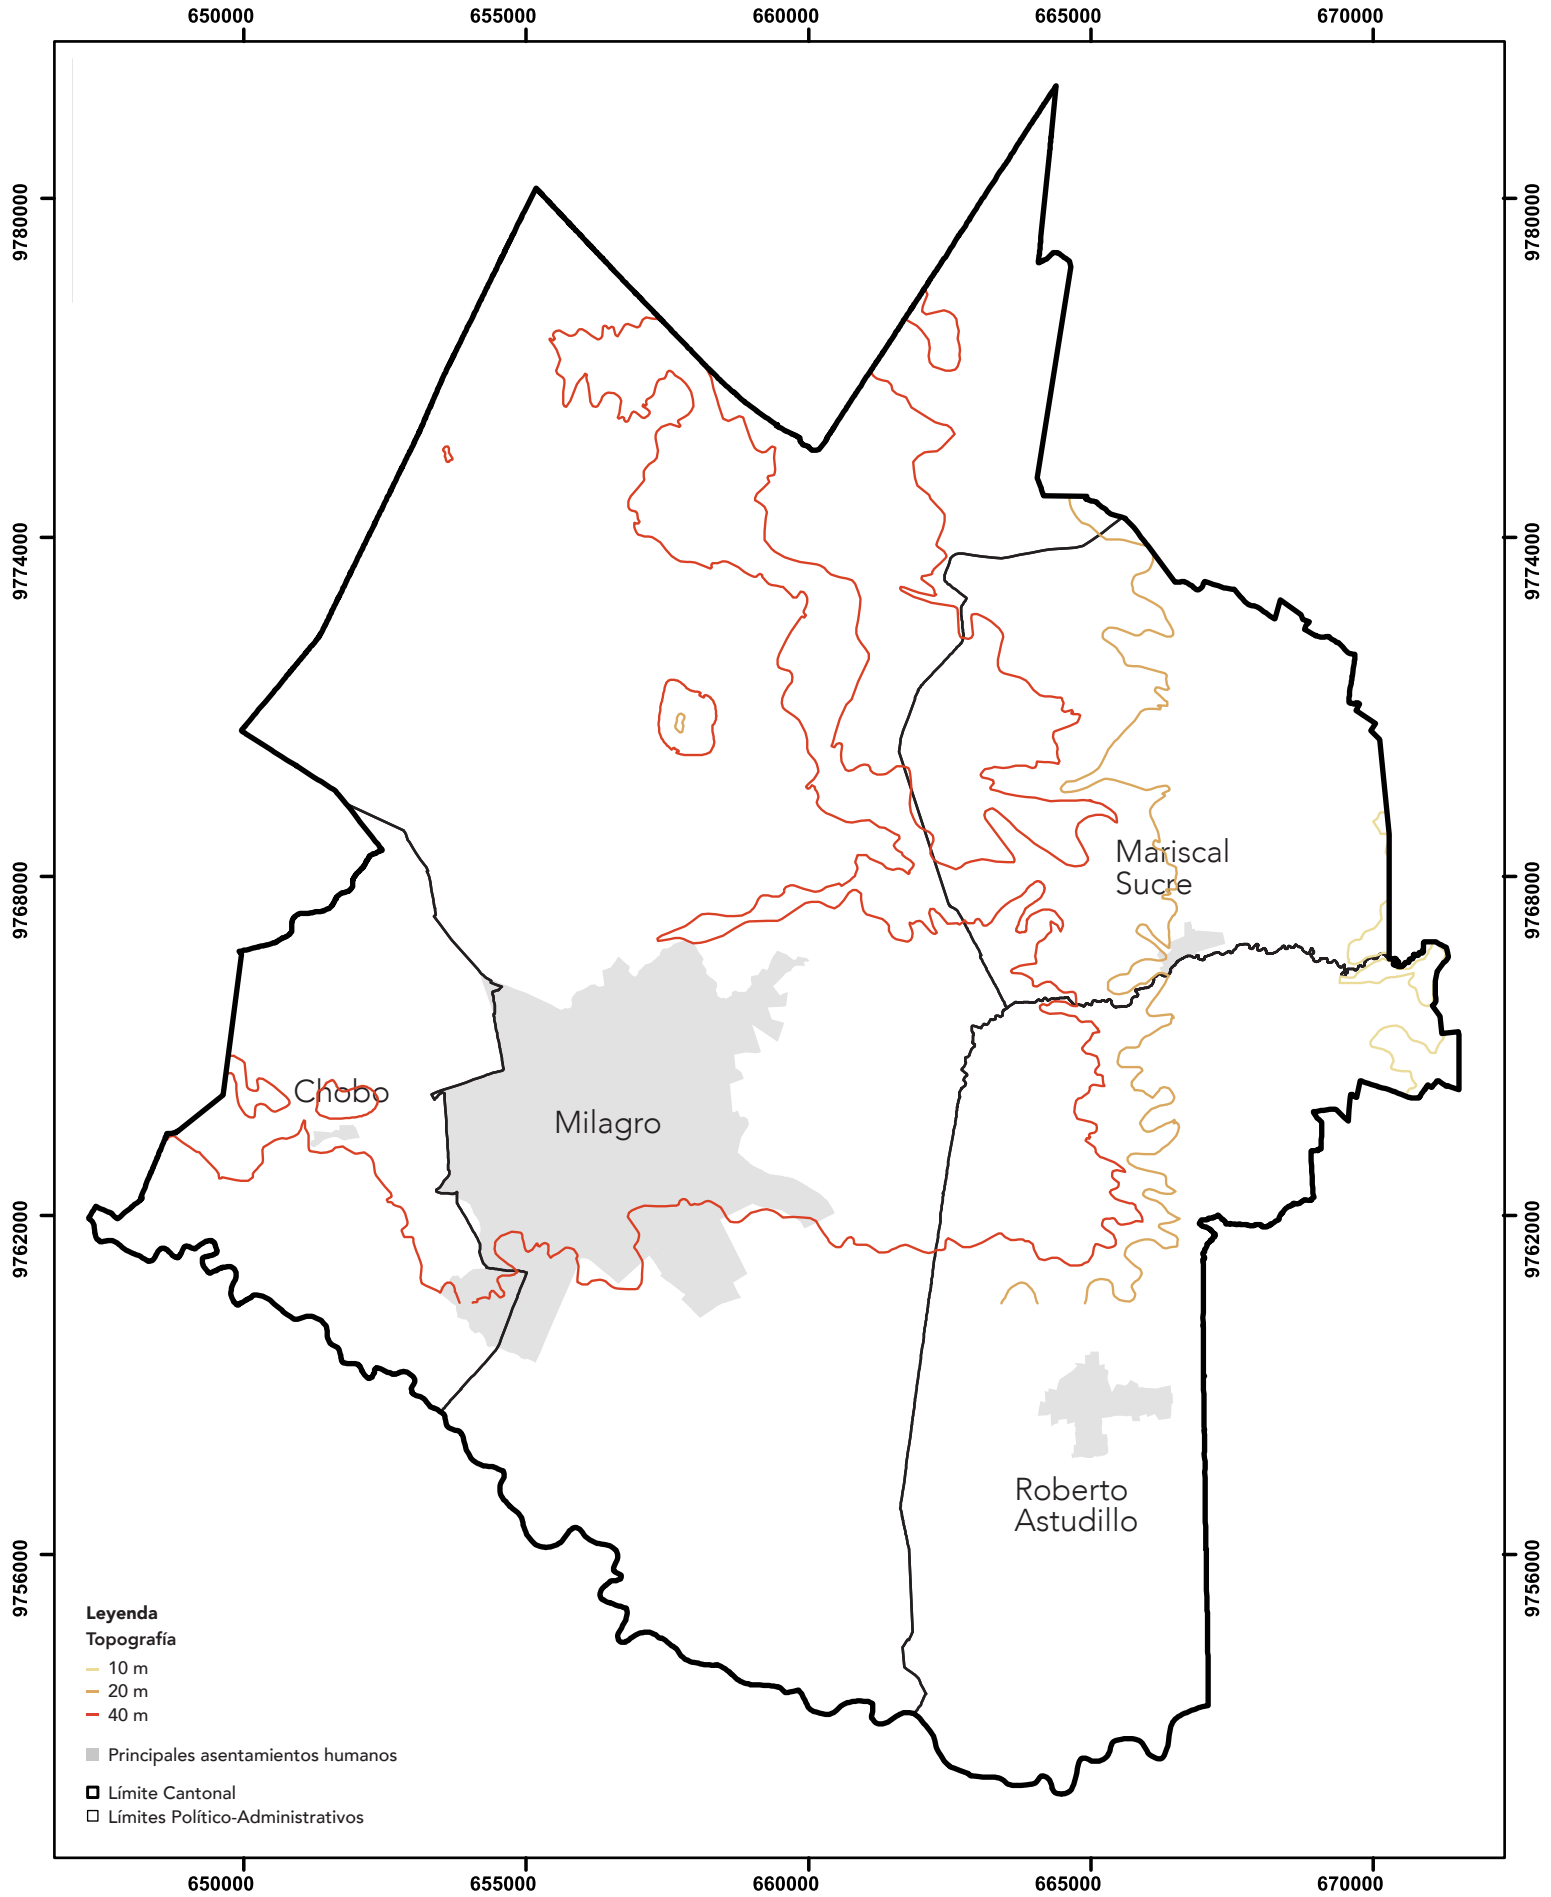 650000 655000 660000 665000 670000
9780000 9780000
9774000 9774000
Mariscal
Sucre
9768000 9768000
Chobo
Milagro
9762000 9762000
Roberto
Astudillo
9756000 9756000
Leyenda
Topografía
10 m
20 m
40 m
Principales asentamientos humanos
Límite Cantonal
Límites Político-Administrativos
650000 655000 660000 665000 670000